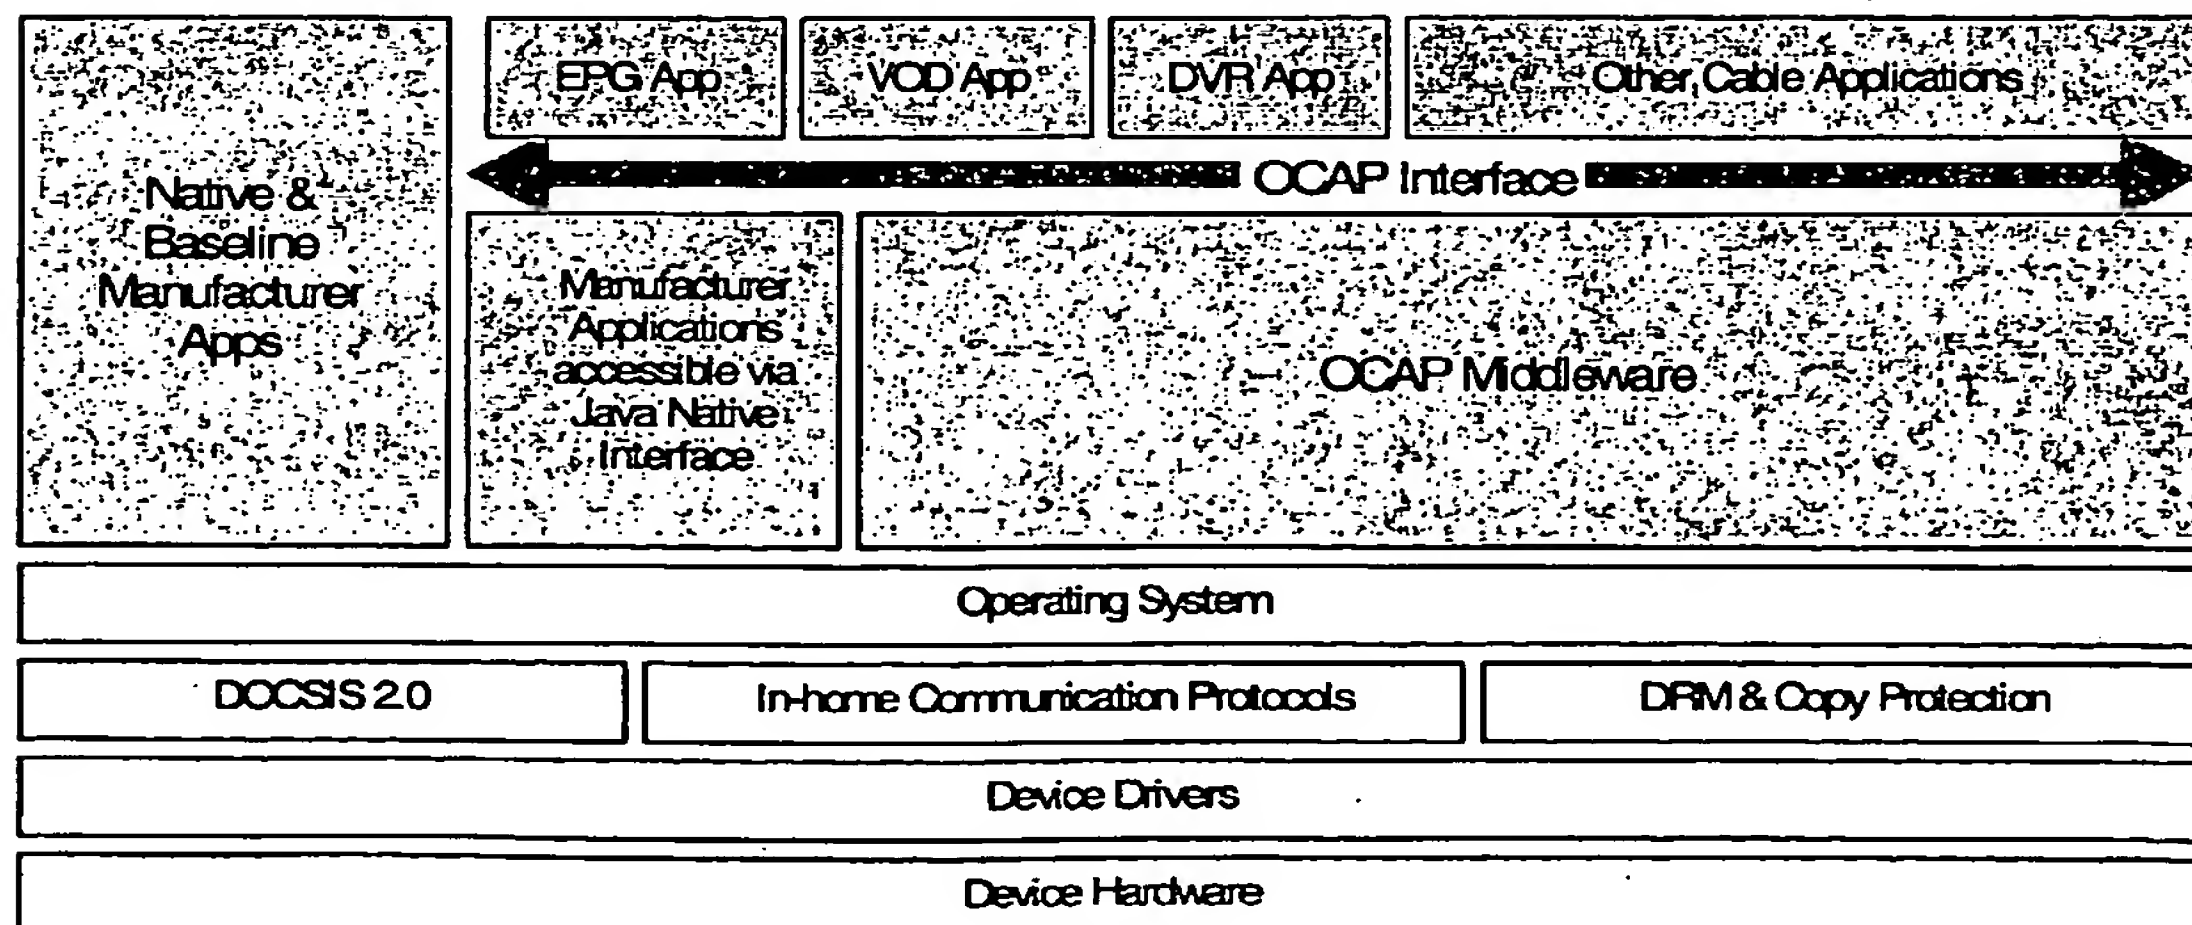 EPG App
VOD App
DVR App
Other Cable Applications
OCAP Interface
Native &
Baseline
Manufacturer
Apps
Manufacturer
Applications
accessible via
Java Native
Interface
OCAP Middleware
Operating System
DOCSIS 2.0
In-home Communication Protocols
DRM & Copy Protection
Device Drivers
Device Hardware